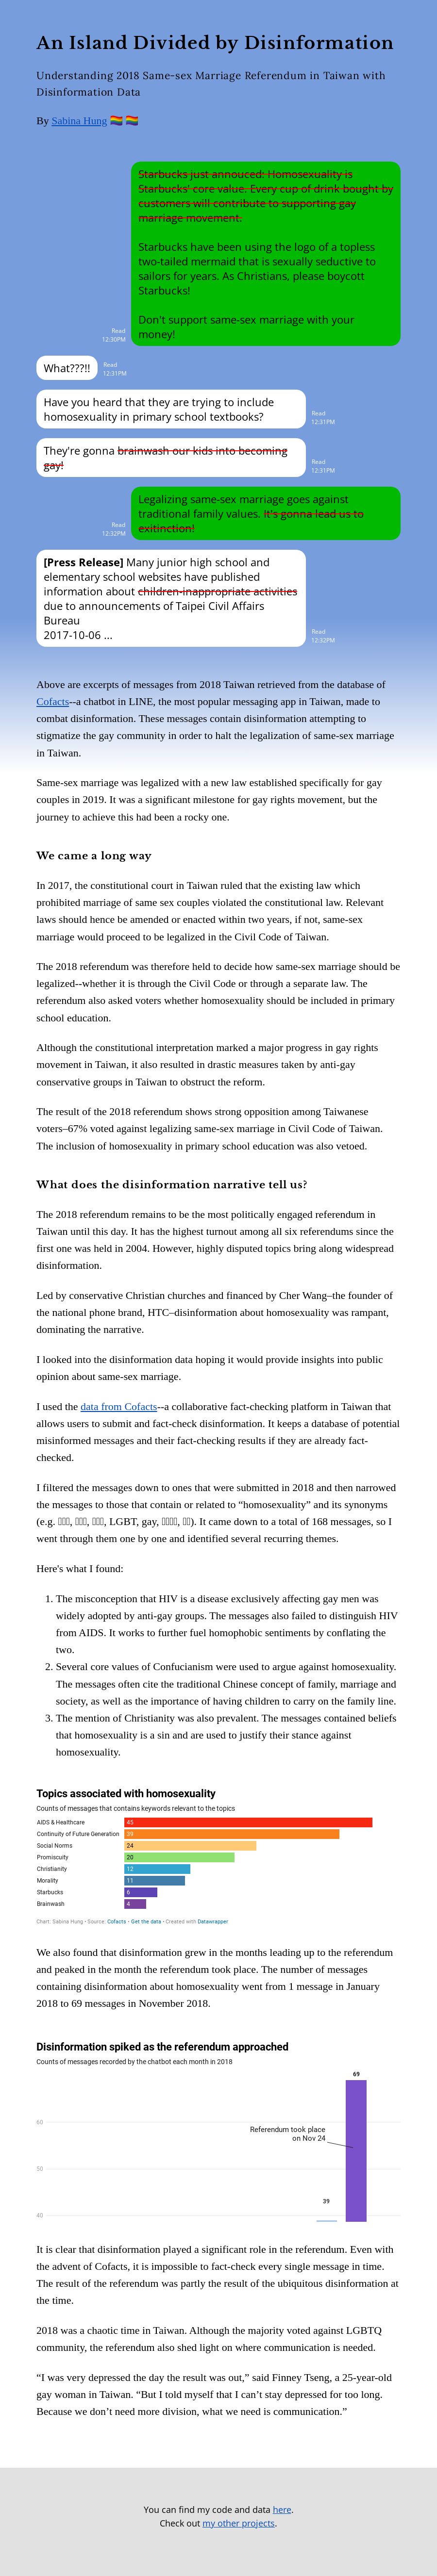 An Island Divided by Disinformation
Understanding 2018 Same-sex Marriage Referendum in Taiwan with
Disinformation Data
By Sabina Hung 🏳️‍🌈 🏳️‍🌈
Starbucks just annouced: Homosexuality is
Starbucks' core value. Every cup of drink bought by
customers will contribute to supporting gay
marriage movement.
Starbucks have been using the logo of a topless
two-tailed mermaid that is sexually seductive to
sailors for years. As Christians, please boycott
Starbucks!
Don't support same-sex marriage with your
money!
Read
12:30PM
What???!!
Read
12:31PM
Have you heard that they are trying to include
homosexuality in primary school textbooks?
Read
12:31PM
They're gonna brainwash our kids into becoming
gay!
Read
12:31PM
Legalizing same-sex marriage goes against
traditional family values. It's gonna lead us to
exitinction!
Read
12:32PM
[Press Release] Many junior high school and
elementary school websites have published
information about children-inappropriate activities
due to announcements of Taipei Civil Affairs
Bureau
2017-10-06 ...
Read
12:32PM
Above are excerpts of messages from 2018 Taiwan retrieved from the database of
Cofacts--a chatbot in LINE, the most popular messaging app in Taiwan, made to
combat disinformation. These messages contain disinformation attempting to
stigmatize the gay community in order to halt the legalization of same-sex marriage
in Taiwan.
Same-sex marriage was legalized with a new law established specifically for gay
couples in 2019. It was a significant milestone for gay rights movement, but the
journey to achieve this had been a rocky one.
We came a long way
In 2017, the constitutional court in Taiwan ruled that the existing law which
prohibited marriage of same sex couples violated the constitutional law. Relevant
laws should hence be amended or enacted within two years, if not, same-sex
marriage would proceed to be legalized in the Civil Code of Taiwan.
The 2018 referendum was therefore held to decide how same-sex marriage should be
legalized--whether it is through the Civil Code or through a separate law. The
referendum also asked voters whether homosexuality should be included in primary
school education.
Although the constitutional interpretation marked a major progress in gay rights
movement in Taiwan, it also resulted in drastic measures taken by anti-gay
conservative groups in Taiwan to obstruct the reform.
The result of the 2018 referendum shows strong opposition among Taiwanese
voters–67% voted against legalizing same-sex marriage in Civil Code of Taiwan.
The inclusion of homosexuality in primary school education was also vetoed.
What does the disinformation narrative tell us?
The 2018 referendum remains to be the most politically engaged referendum in
Taiwan until this day. It has the highest turnout among all six referendums since the
first one was held in 2004. However, highly disputed topics bring along widespread
disinformation.
Led by conservative Christian churches and financed by Cher Wang–the founder of
the national phone brand, HTC–disinformation about homosexuality was rampant,
dominating the narrative.
I looked into the disinformation data hoping it would provide insights into public
opinion about same-sex marriage.
I used the data from Cofacts--a collaborative fact-checking platform in Taiwan that
allows users to submit and fact-check disinformation. It keeps a database of potential
misinformed messages and their fact-checking results if they are already fact-
checked.
I filtered the messages down to ones that were submitted in 2018 and then narrowed
the messages to those that contain or related to “homosexuality” and its synonyms
(e.g. , , , LGBT, gay, , ). It came down to a total of 168 messages, so I
went through them one by one and identified several recurring themes.
Here's what I found:
1. The misconception that HIV is a disease exclusively affecting gay men was
widely adopted by anti-gay groups. The messages also failed to distinguish HIV
from AIDS. It works to further fuel homophobic sentiments by conflating the
two.
2. Several core values of Confucianism were used to argue against homosexuality.
The messages often cite the traditional Chinese concept of family, marriage and
society, as well as the importance of having children to carry on the family line.
3. The mention of Christianity was also prevalent. The messages contained beliefs
that homosexuality is a sin and are used to justify their stance against
homosexuality.
Topics associated with homosexuality
Counts of messages that contains keywords relevant to the topics
AIDS & Healthcare 45
Continuity of Future Generation 39
Social Norms 24
Promiscuity 20
Christianity 12
Morality 11
Starbucks 6
Brainwash 4
Chart: Sabina Hung • Source: Cofacts • Get the data • Created with Datawrapper
We also found that disinformation grew in the months leading up to the referendum
and peaked in the month the referendum took place. The number of messages
containing disinformation about homosexuality went from 1 message in January
2018 to 69 messages in November 2018.
Disinformation spiked as the referendum approached
Counts of messages recorded by the chatbot each month in 2018
69
60
Referendum took place
on Nov 24
50
39
40
It is clear that disinformation played a significant role in the referendum. Even with
the advent of Cofacts, it is impossible to fact-check every single message in time.
The result of the referendum was partly the result of the ubiquitous disinformation at
the time.
2018 was a chaotic time in Taiwan. Although the majority voted against LGBTQ
community, the referendum also shed light on where communication is needed.
“I was very depressed the day the result was out,” said Finney Tseng, a 25-year-old
gay woman in Taiwan. “But I told myself that I can’t stay depressed for too long.
Because we don’t need more division, what we need is communication.”
You can find my code and data here.
Check out my other projects.